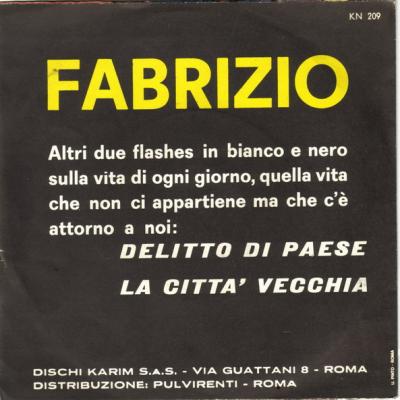 KN 209
FABRIZIO
Altri due flashes in bianco e nero
sulla vita di ogni giorno, quella vita
che non ci appartiene ma che c'è
attorno a noi:
DELITTO DI PAESE
LA CITTA' VECCHIA
DISCHI KARIM S.A.S. - VIA GUATTANI 8 - ROMA
DISTRIBUZIONE: PULVIRENTI - ROMA